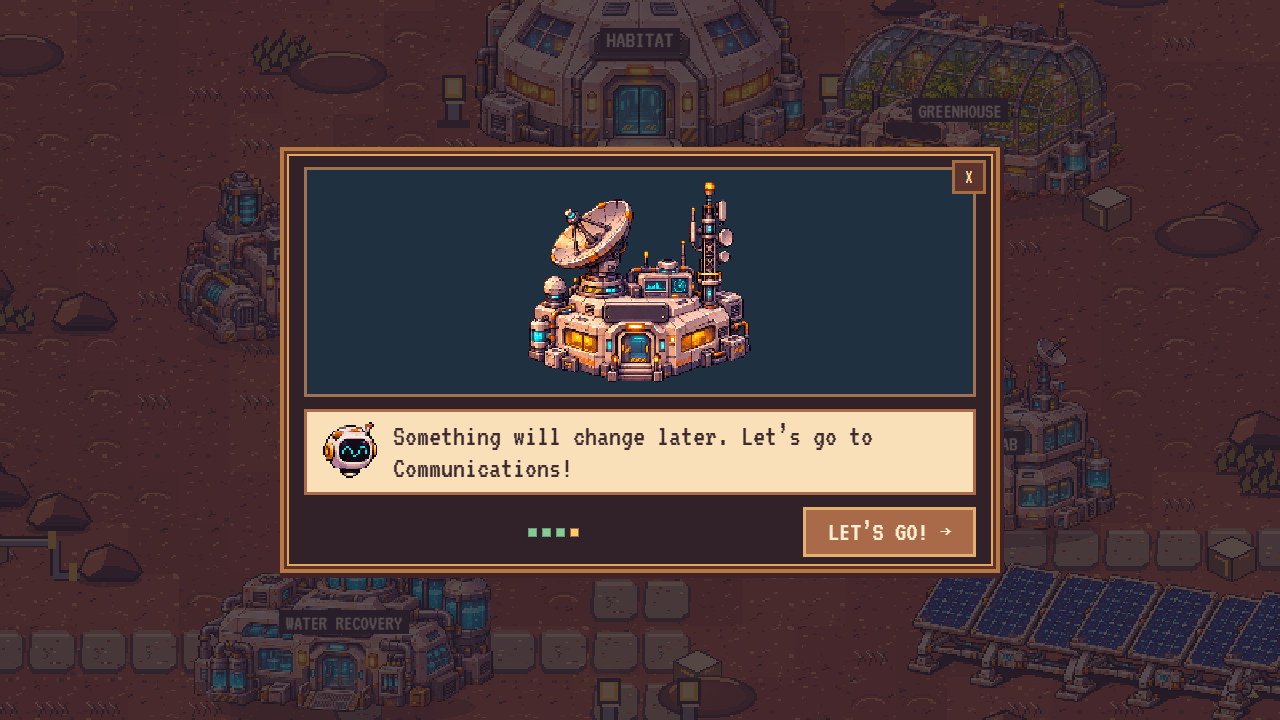 HABITAT
GREENHOUSE
X
Something will change later. Let's go to
Communications!
LET'S GO! →
WATER RECOVERY